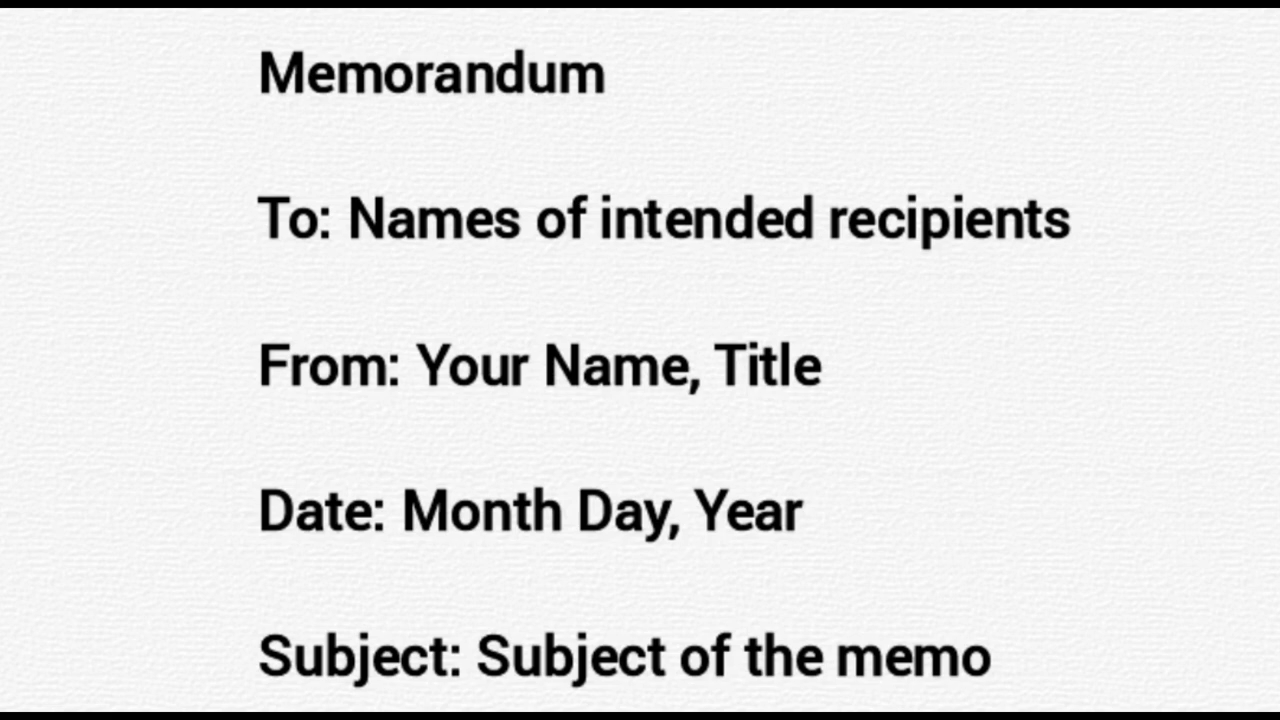 Memorandum
To: Names of intended recipients
From: Your Name, Title
Date: Month Day, Year
Subject: Subject of the memo